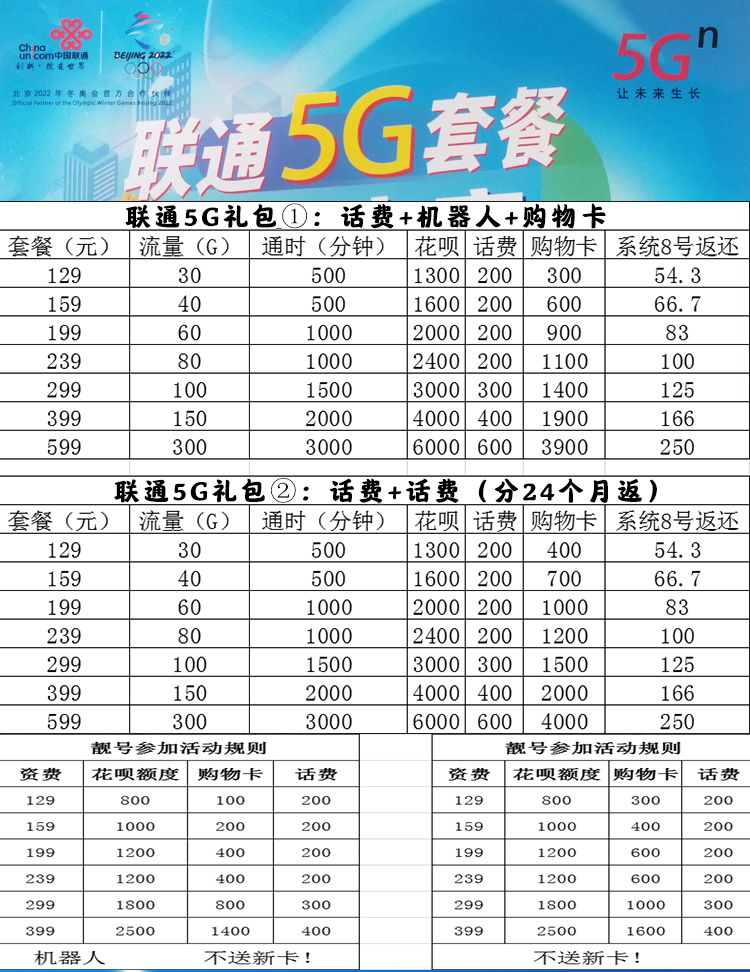 China unicom中国联通
创新·改变世界
BEIJING 2022
北京2022年冬奥会官方合作伙伴
Official Partner of the Olympic Winter Games Beijing 2022
5Gⁿ
让未来生长
联通5G套餐
联通5G礼包①：话费+机器人+购物卡
套餐（元） 流量（G） 通时（分钟） 花呗 话费 购物卡 系统8号返还
129 30 500 1300 200 300 54.3
159 40 500 1600 200 600 66.7
199 60 1000 2000 200 900 83
239 80 1000 2400 200 1100 100
299 100 1500 3000 300 1400 125
399 150 2000 4000 400 1900 166
599 300 3000 6000 600 3900 250
联通5G礼包②：话费+话费（分24个月返）
套餐（元） 流量（G） 通时（分钟） 花呗 话费 购物卡 系统8号返还
129 30 500 1300 200 400 54.3
159 40 500 1600 200 700 66.7
199 60 1000 2000 200 1000 83
239 80 1000 2400 200 1200 100
299 100 1500 3000 300 1500 125
399 150 2000 4000 400 2000 166
599 300 3000 6000 600 4000 250
靓号参加活动规则
资费 花呗额度 购物卡 话费
129 800 100 200
159 1000 200 200
199 1200 400 200
239 1200 400 200
299 1800 800 300
399 2500 1400 400
机器人 不送新卡！
靓号参加活动规则
资费 花呗额度 购物卡 话费
129 800 300 200
159 1000 400 200
199 1200 600 200
239 1200 600 200
299 1800 1000 300
399 2500 1600 400
不送新卡！